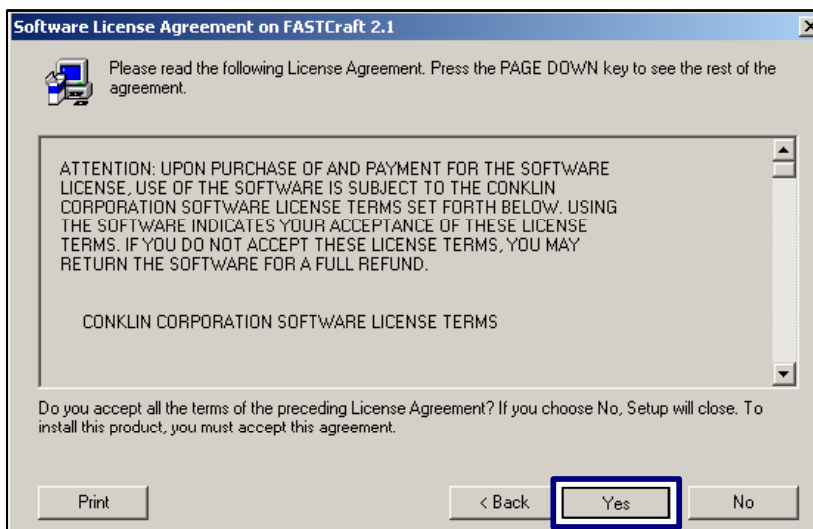 Software License Agreement on FASTCraft 2.1
Please read the following License Agreement. Press the PAGE DOWN key to see the rest of the
agreement.
ATTENTION: UPON PURCHASE OF AND PAYMENT FOR THE SOFTWARE
LICENSE, USE OF THE SOFTWARE IS SUBJECT TO THE CONKLIN
CORPORATION SOFTWARE LICENSE TERMS SET FORTH BELOW. USING
THE SOFTWARE INDICATES YOUR ACCEPTANCE OF THESE LICENSE
TERMS. IF YOU DO NOT ACCEPT THESE LICENSE TERMS, YOU MAY
RETURN THE SOFTWARE FOR A FULL REFUND.
CONKLIN CORPORATION SOFTWARE LICENSE TERMS
Do you accept all the terms of the preceding License Agreement? If you choose No, Setup will close. To
install this product, you must accept this agreement.
Print < Back Yes No